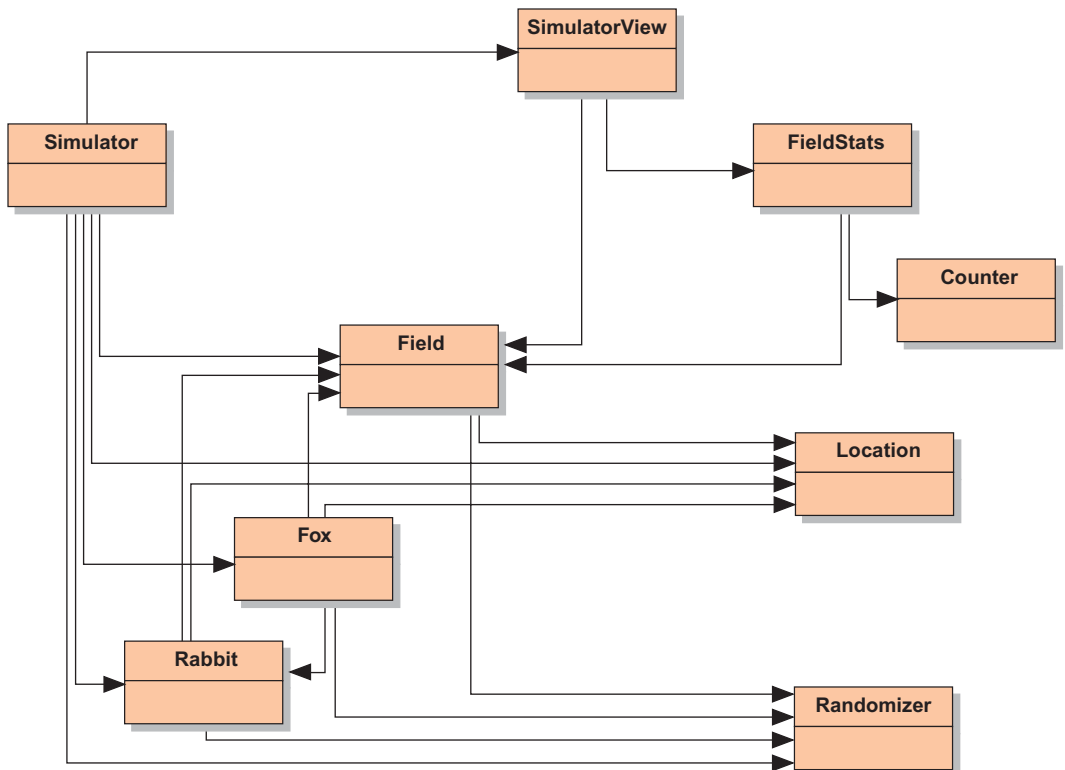 SimulatorView
Simulator
FieldStats
Counter
Field
Location
Fox
Rabbit
Randomizer